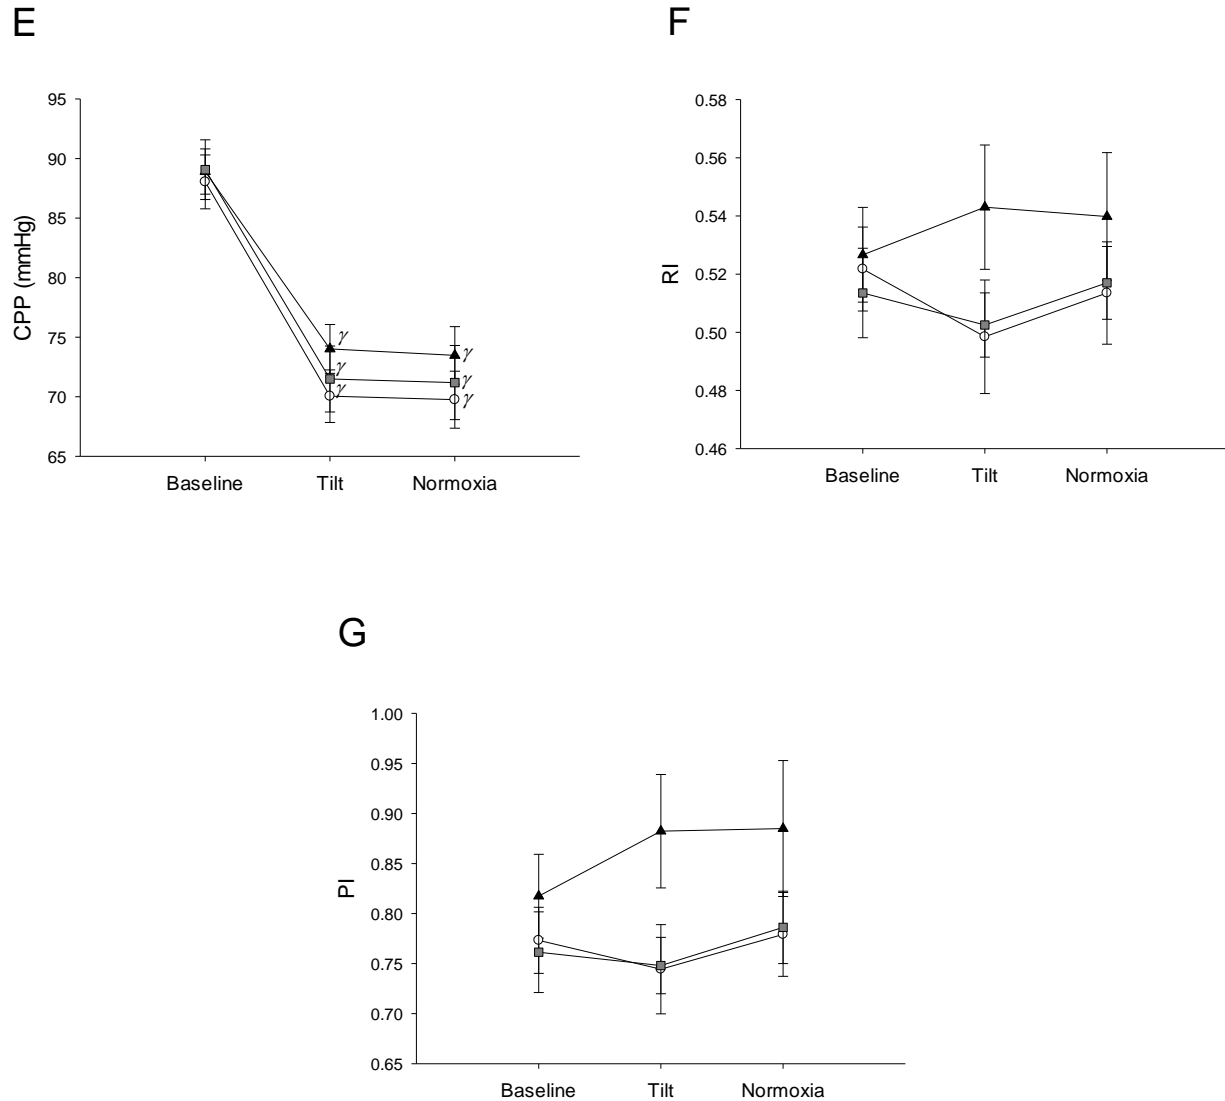 E
F
95
90
85
80
75
70
65
CPP (mmHg)
γ
γ
γ
γ
γ
γ
Baseline Tilt Normoxia
0.58
0.56
0.54
0.52
0.50
0.48
0.46
RI
Baseline Tilt Normoxia
G
1.00
0.95
0.90
0.85
0.80
0.75
0.70
0.65
PI
Baseline Tilt Normoxia